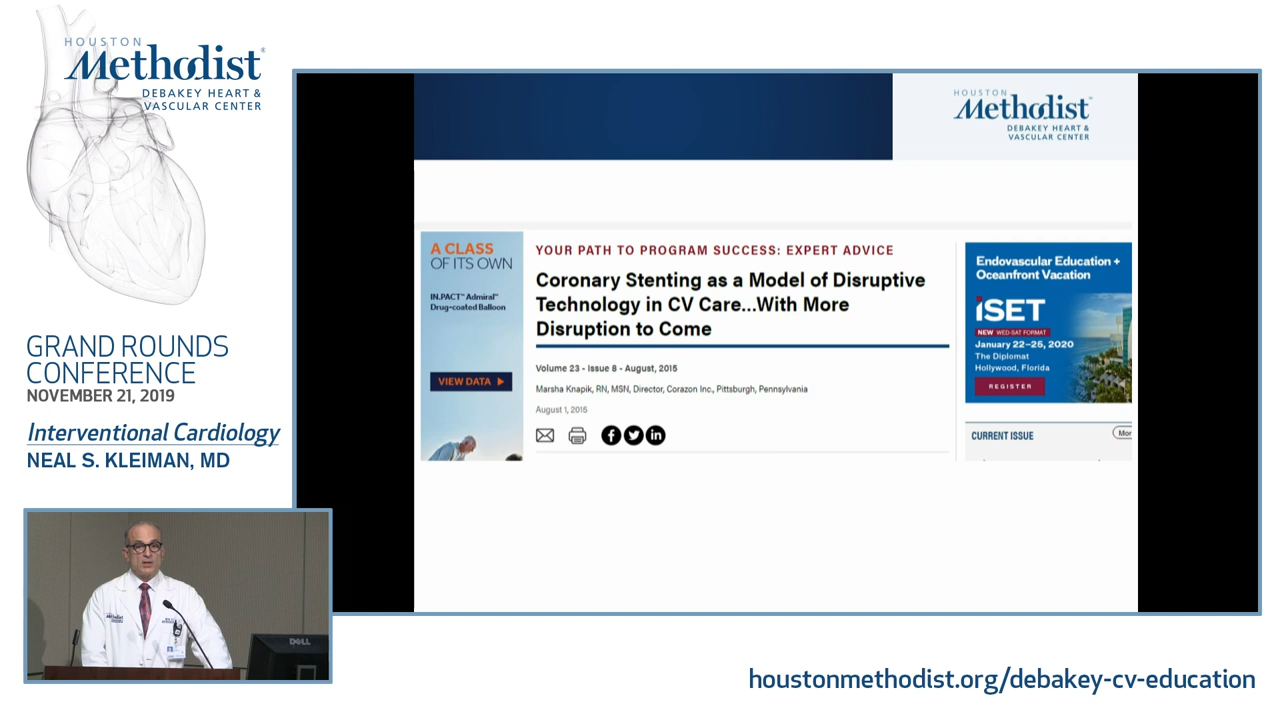 HOUSTON
Methodist®
DEBAKEY HEART &
VASCULAR CENTER
GRAND ROUNDS
CONFERENCE
NOVEMBER 21, 2019
Interventional Cardiology
NEAL S. KLEIMAN, MD
HOUSTON
Methodist
DEBAKEY HEART &
VASCULAR CENTER
A CLASS
OF ITS OWN
IN.PACT™ Admiral™
Drug-coated Balloon
VIEW DATA
YOUR PATH TO PROGRAM SUCCESS: EXPERT ADVICE
Coronary Stenting as a Model of Disruptive
Technology in CV Care...With More
Disruption to Come
Volume 23 - Issue 8 - August, 2015
Marsha Knapik, RN, MSN, Director, Corazon Inc., Pittsburgh, Pennsylvania
August 1, 2015
Endovascular Education +
Oceanfront Vacation
iSET
NEW WED-SAT FORMAT
January 22–25, 2020
The Diplomat
Hollywood, Florida
REGISTER
CURRENT ISSUE
Mor
Methodist
DELL
houstonmethodist.org/debakey-cv-education